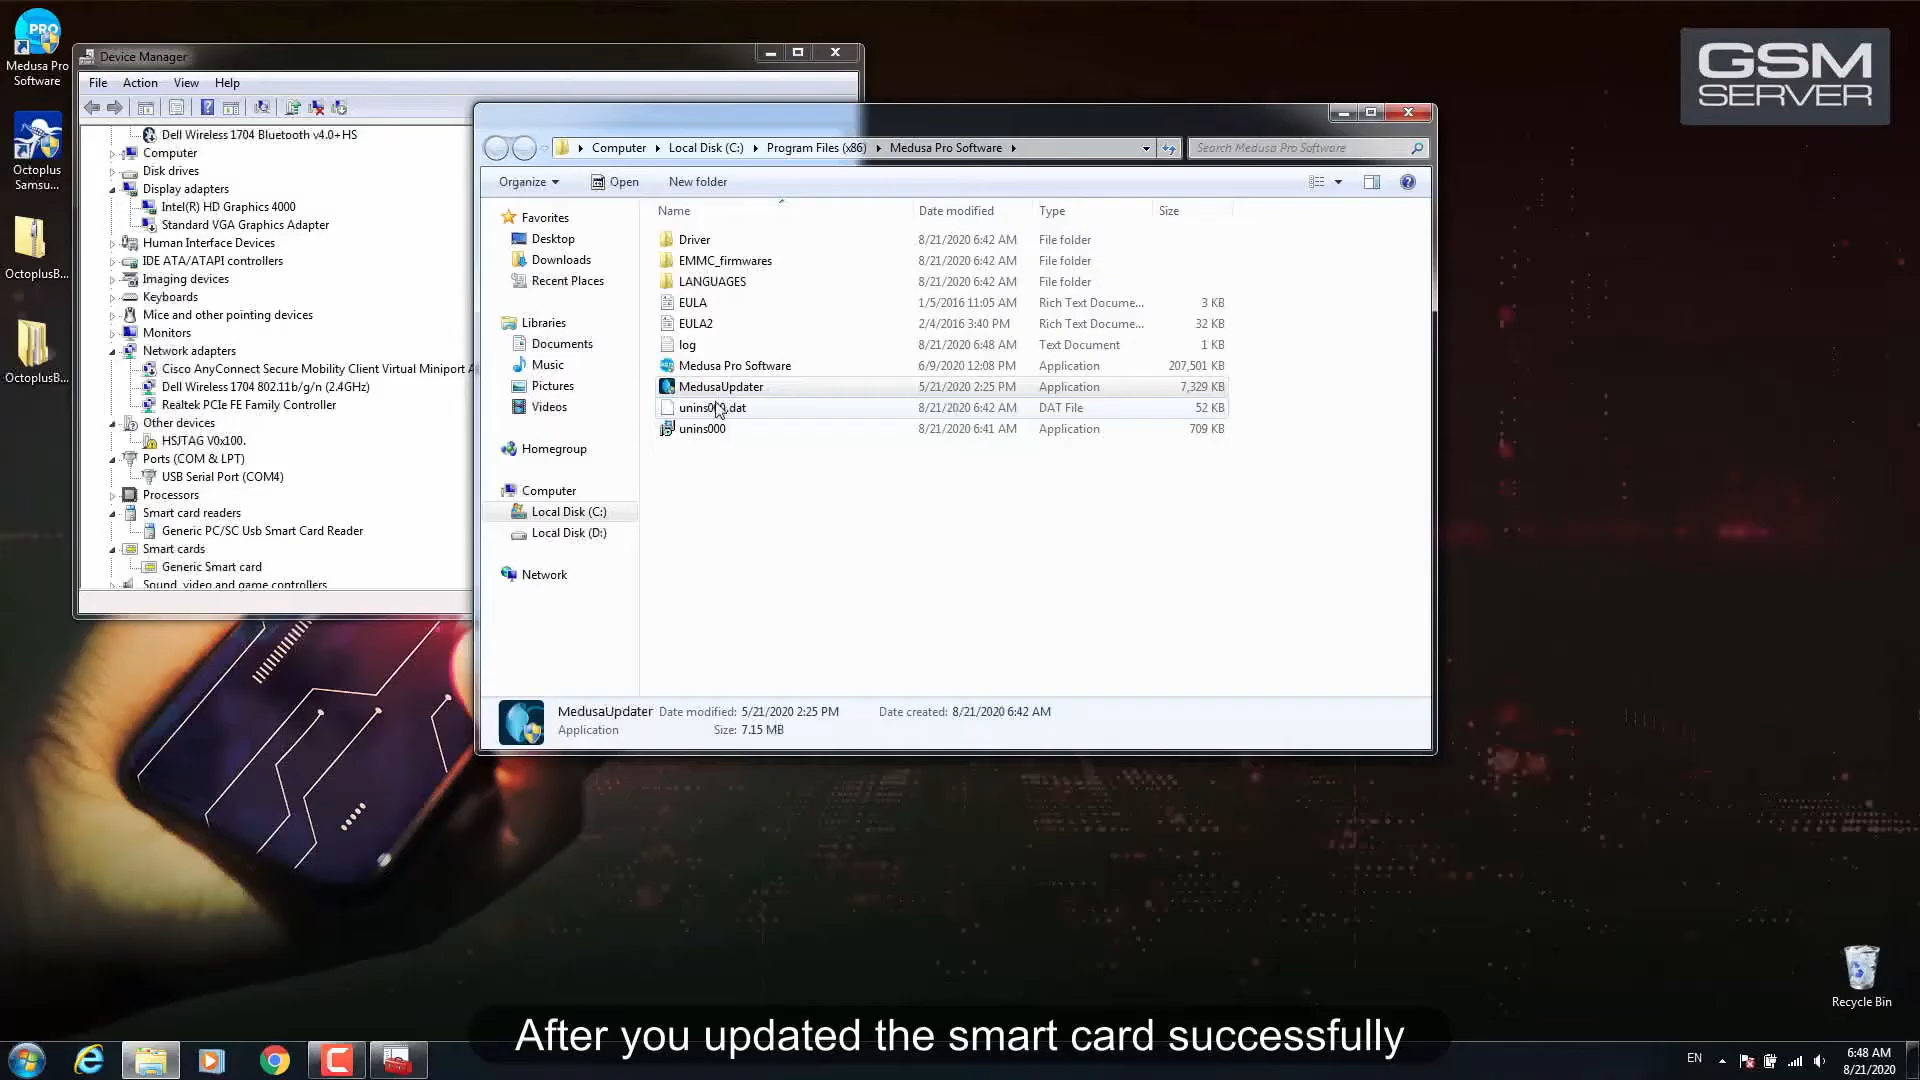 PRO
Medusa Pro
Software
Octoplus
Samsu...
OctoplusB...
OctoplusB...
Device Manager
File Action View Help
Dell Wireless 1704 Bluetooth v4.0+HS
Computer
Disk drives
Display adapters
Intel(R) HD Graphics 4000
Standard VGA Graphics Adapter
Human Interface Devices
IDE ATA/ATAPI controllers
Imaging devices
Keyboards
Mice and other pointing devices
Monitors
Network adapters
Cisco AnyConnect Secure Mobility Client Virtual Miniport A
Dell Wireless 1704 802.11b/g/n (2.4GHz)
Realtek PCIe FE Family Controller
Other devices
HSJTAG V0x100.
Ports (COM & LPT)
USB Serial Port (COM4)
Processors
Smart card readers
Generic PC/SC Usb Smart Card Reader
Smart cards
Generic Smart card
Sound, video and game controllers
Computer Local Disk (C:) Program Files (x86) Medusa Pro Software
Search Medusa Pro Software
Organize Open New folder
Favorites
Desktop
Downloads
Recent Places
Libraries
Documents
Music
Pictures
Videos
Homegroup
Computer
Local Disk (C:)
Local Disk (D:)
Network
Name Date modified Type Size
Driver 8/21/2020 6:42 AM File folder
EMMC_firmwares 8/21/2020 6:42 AM File folder
LANGUAGES 8/21/2020 6:42 AM File folder
EULA 1/5/2016 11:05 AM Rich Text Docume... 3 KB
EULA2 2/4/2016 3:40 PM Rich Text Docume... 32 KB
log 8/21/2020 6:48 AM Text Document 1 KB
Medusa Pro Software 6/9/2020 12:08 PM Application 207,501 KB
MedusaUpdater 5/21/2020 2:25 PM Application 7,329 KB
unins000.dat 8/21/2020 6:42 AM DAT File 52 KB
unins000 8/21/2020 6:41 AM Application 709 KB
MedusaUpdater Date modified: 5/21/2020 2:25 PM Date created: 8/21/2020 6:42 AM
Application Size: 7.15 MB
GSM
SERVER
Recycle Bin
After you updated the smart card successfully
EN
6:48 AM
8/21/2020